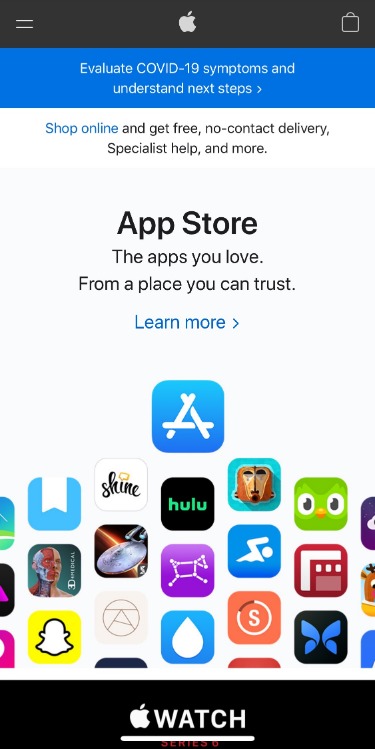 Evaluate COVID-19 symptoms and
understand next steps >
Shop online and get free, no-contact delivery,
Specialist help, and more.
App Store
The apps you love.
From a place you can trust.
Learn more >
shine
hulu
3D4MEDICAL
S
WATCH
SERIES 6